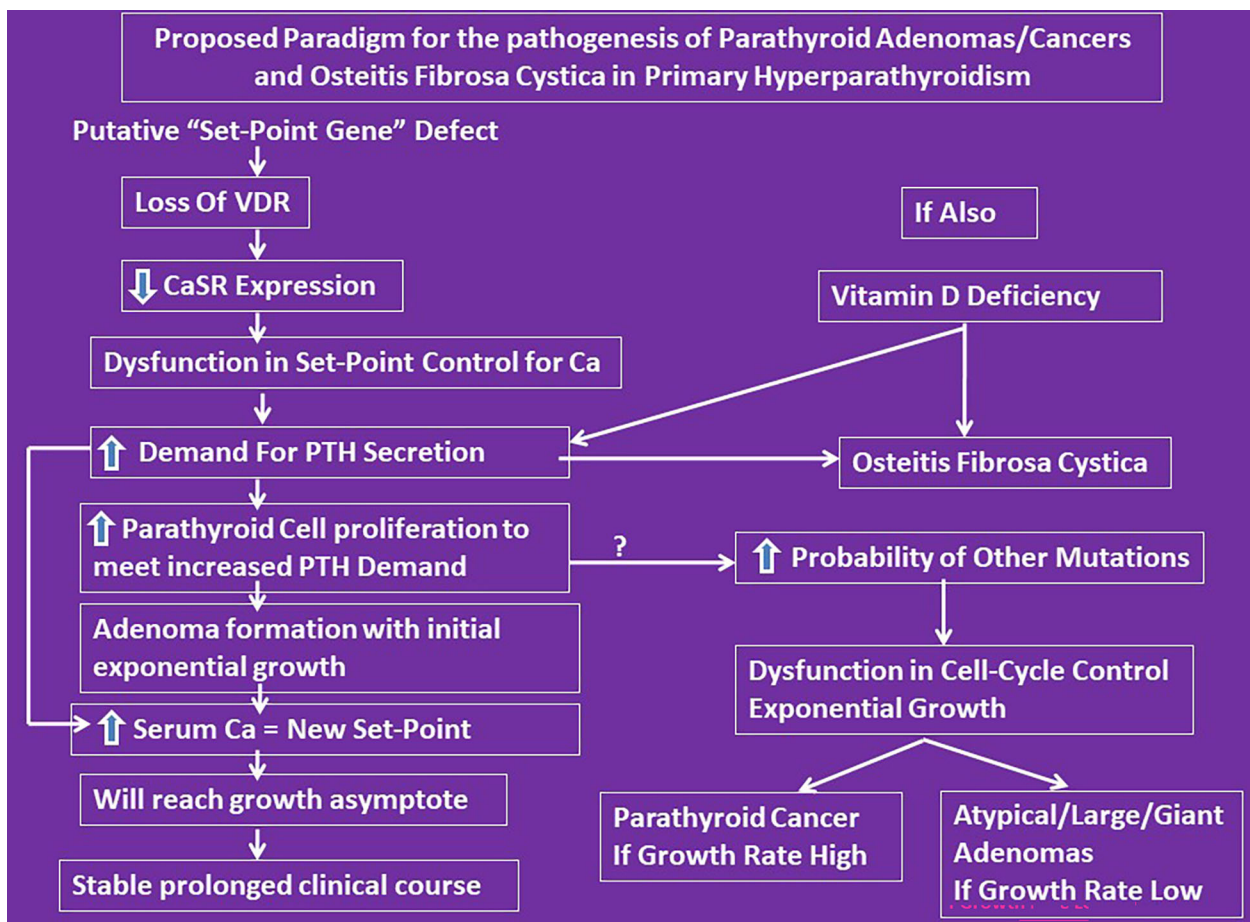 Proposed Paradigm for the pathogenesis of Parathyroid Adenomas/Cancers
and Osteitis Fibrosa Cystica in Primary Hyperparathyroidism
Putative “Set-Point Gene” Defect
Loss Of VDR
CaSR Expression
Dysfunction in Set-Point Control for Ca
Demand For PTH Secretion
Parathyroid Cell proliferation to
meet increased PTH Demand
Adenoma formation with initial
exponential growth
Serum Ca = New Set-Point
Will reach growth asymptote
Stable prolonged clinical course
If Also
Vitamin D Deficiency
Osteitis Fibrosa Cystica
?
Probability of Other Mutations
Dysfunction in Cell-Cycle Control
Exponential Growth
Parathyroid Cancer
If Growth Rate High
Atypical/Large/Giant
Adenomas
If Growth Rate Low